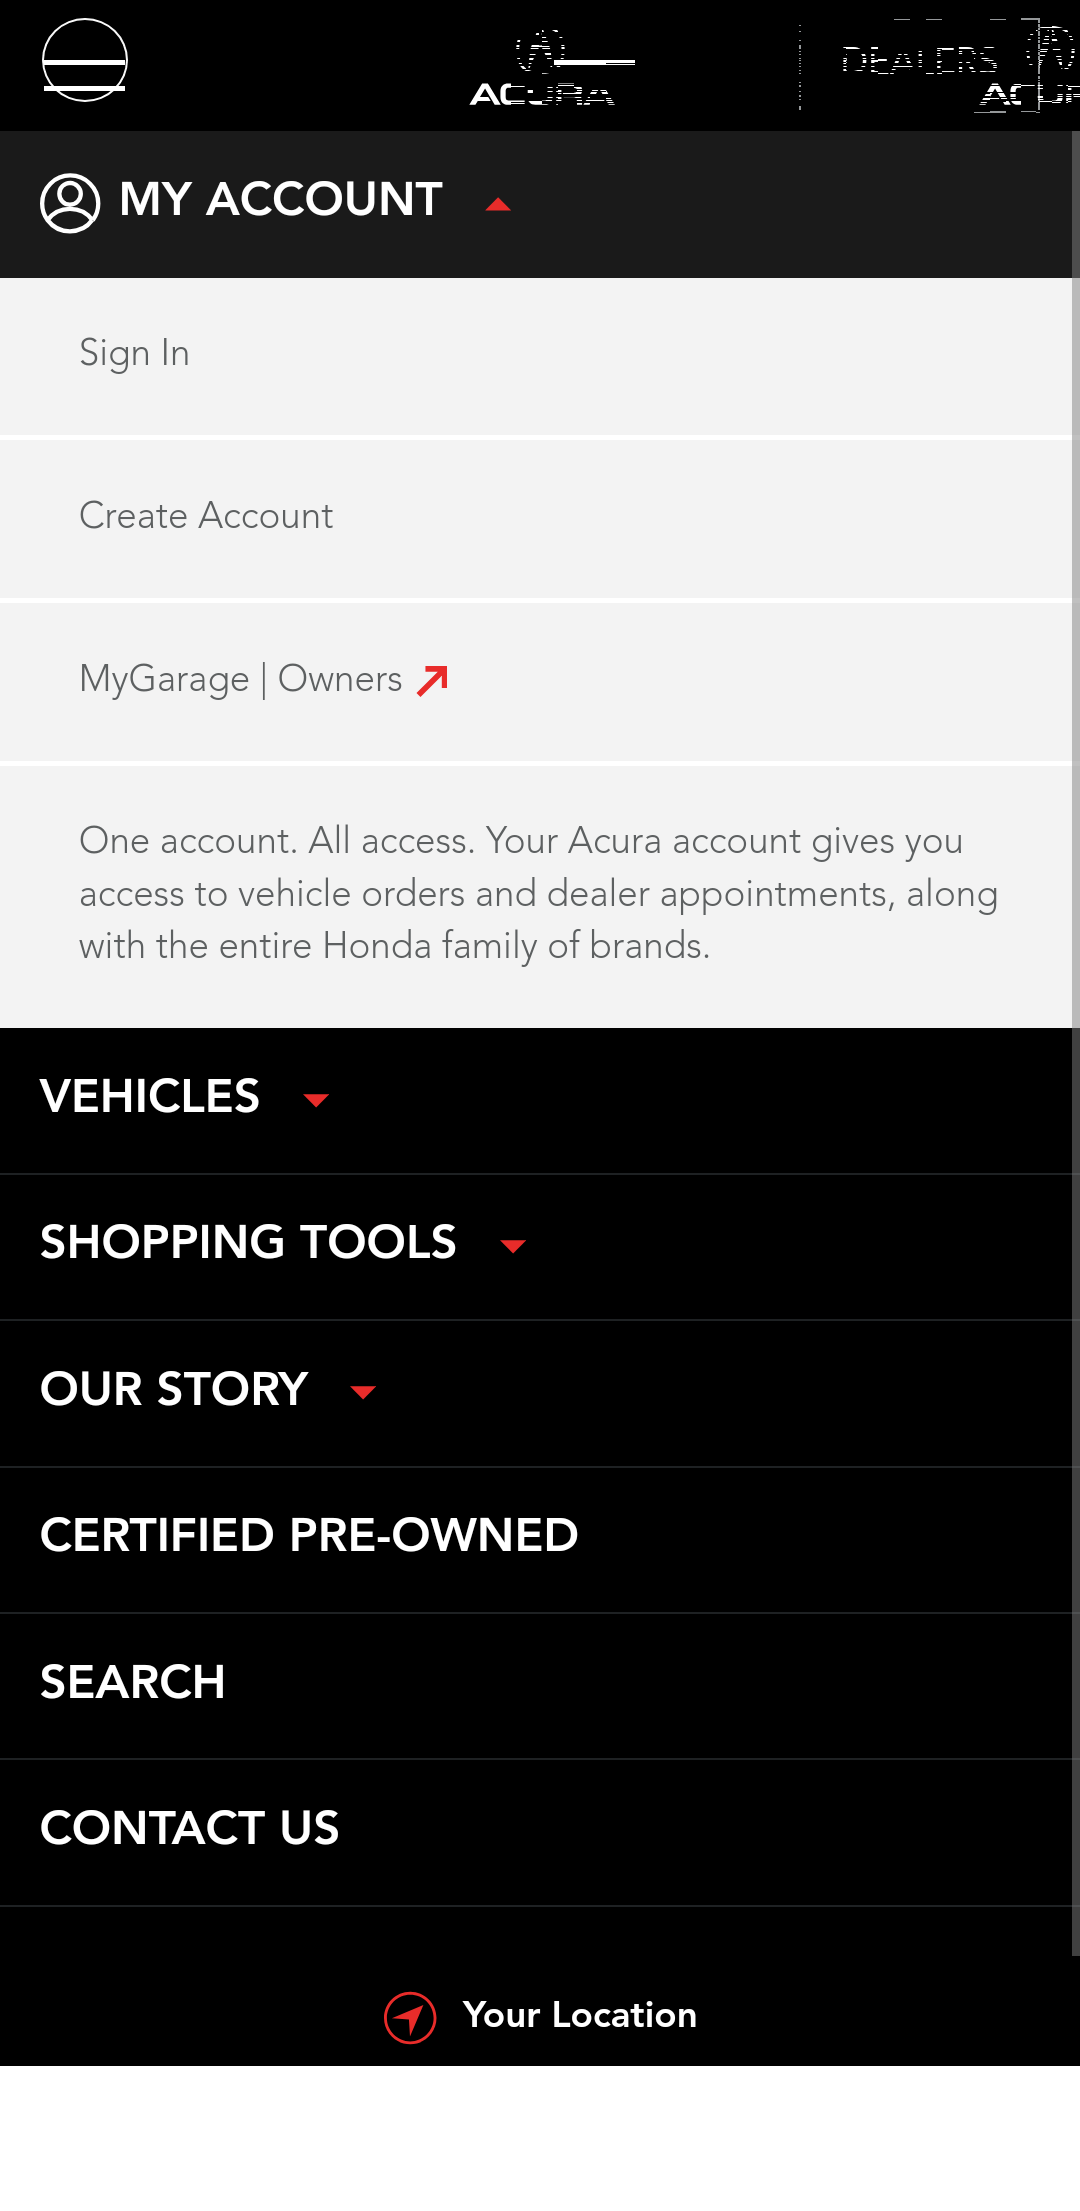 ACURA
DEALERS
MY ACCOUNT
Sign In
Create Account
MyGarage | Owners
One account. All access. Your Acura account gives you
access to vehicle orders and dealer appointments, along
with the entire Honda family of brands.
VEHICLES
SHOPPING TOOLS
OUR STORY
CERTIFIED PRE-OWNED
SEARCH
CONTACT US
Your Location